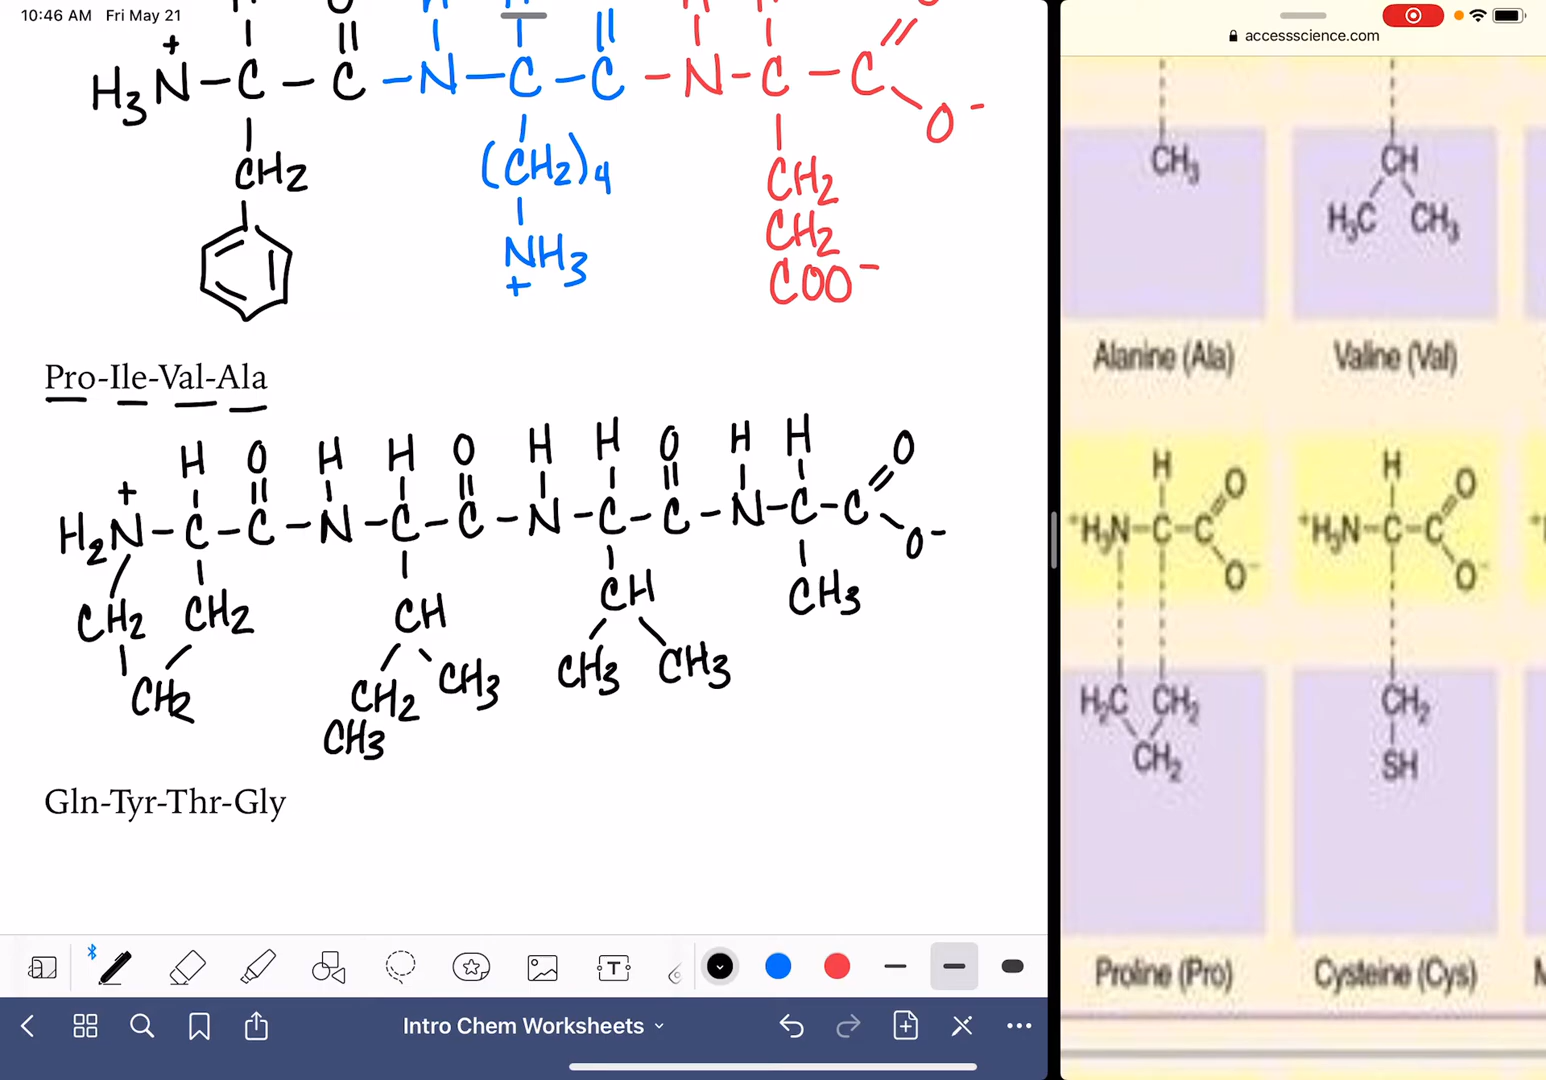 10:46 AM Fri May 21
accessscience.com
+
H₃N-C-C-N-C-C-N-C-C
O⁻
CH2
(CH2)4
NH3
+
CH2
CH2
COO⁻
Pro-Ile-Val-Ala
H O H H O H H O H H O
+
H₂N-C-C-N-C-C-N-C-C-N-C-C
O-
CH2 CH2 CH CH CH3
CH2 CH2 CH3 CH3 CH3
CH3
Gln-Tyr-Thr-Gly
T
Intro Chem Worksheets
CH₃
CH
H₃C CH₃
Alanine (Ala)
Valine (Val)
H
O
⁺H₃N-C-C
O⁻
H₂C CH₂
CH₂
Proline (Pro)
H
O
⁺H₃N-C-C
O⁻
CH₂
SH
Cysteine (Cys)